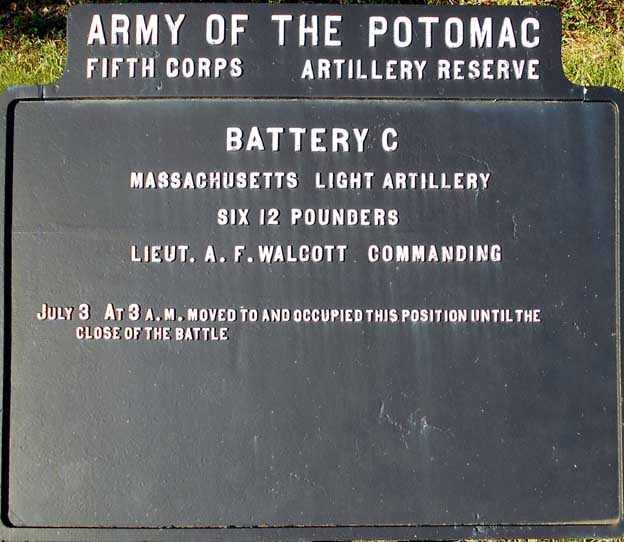 ARMY OF THE POTOMAC
FIFTH CORPS ARTILLERY RESERVE
BATTERY C
MASSACHUSETTS LIGHT ARTILLERY
SIX 12 POUNDERS
LIEUT. A. F. WALCOTT COMMANDING
JULY 3 AT 3 A.M. MOVED TO AND OCCUPIED THIS POSITION UNTIL THE
CLOSE OF THE BATTLE